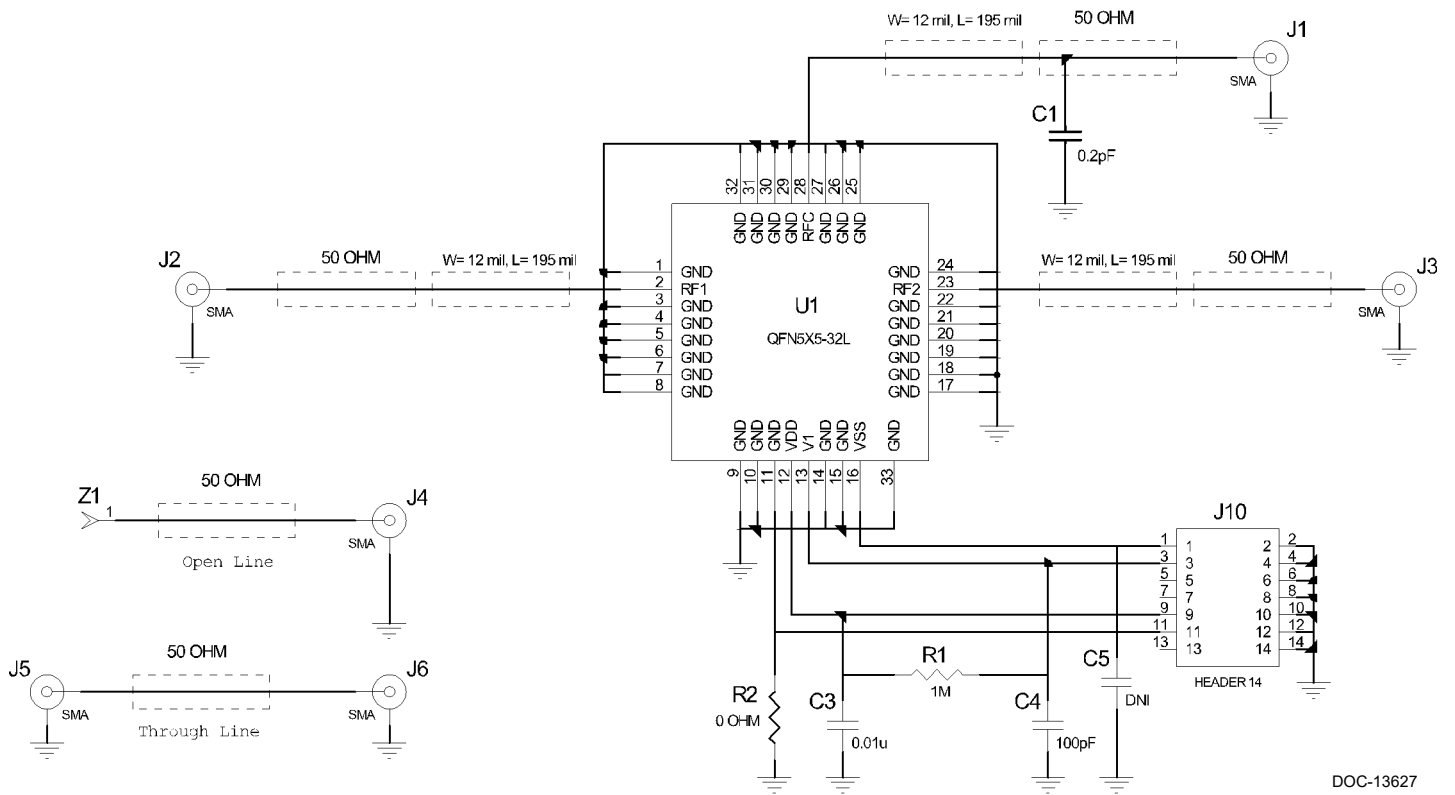 W= 12 mil, L= 195 mil
50 OHM
J1
SMA
C1
0.2pF
32 31 30 29 28 27 26 25
GND GND GND GND RFC GND GND GND
J2
SMA
50 OHM
W= 12 mil, L= 195 mil
1 GND
2 RF1
3 GND
4 GND
5 GND
6 GND
7 GND
8 GND
U1
QFN5X5-32L
GND 24
RF2 23
GND 22
GND 21
GND 20
GND 19
GND 18
GND 17
W= 12 mil, L= 195 mil
50 OHM
J3
SMA
GND GND GND VDD V1 GND GND VSS GND
9 10 11 12 13 14 15 16 33
Z1
1
50 OHM
J4
SMA
Open Line
J5
SMA
50 OHM
J6
SMA
Through Line
J10
1 1 2 2
3 3 4 4
5 5 6 6
7 7 8 8
9 9 10 10
11 11 12 12
13 13 14 14
HEADER 14
R2
0 OHM
C3
0.01u
R1
1M
C4
100pF
C5
DNI
DOC-13627